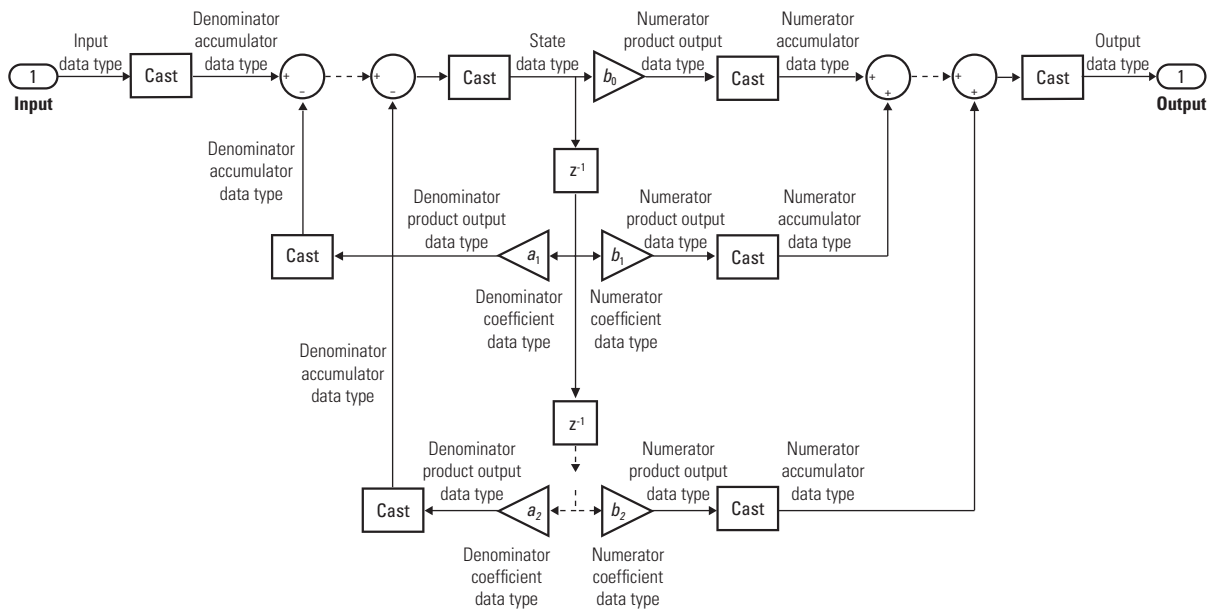 Input
data type
Denominator
accumulator
data type
State
data type
Numerator
product output
data type
Numerator
accumulator
data type
Output
data type
1
Input
Cast
+
−
+
−
Cast
b0
Cast
+
+
+
+
Cast
1
Output
Denominator
accumulator
data type
z-1
Denominator
product output
data type
Numerator
product output
data type
Numerator
accumulator
data type
Cast
a1
b1
Cast
Denominator
coefficient
data type
Numerator
coefficient
data type
Denominator
accumulator
data type
z-1
Denominator
product output
data type
Numerator
product output
data type
Numerator
accumulator
data type
Cast
a2
b2
Cast
Denominator
coefficient
data type
Numerator
coefficient
data type